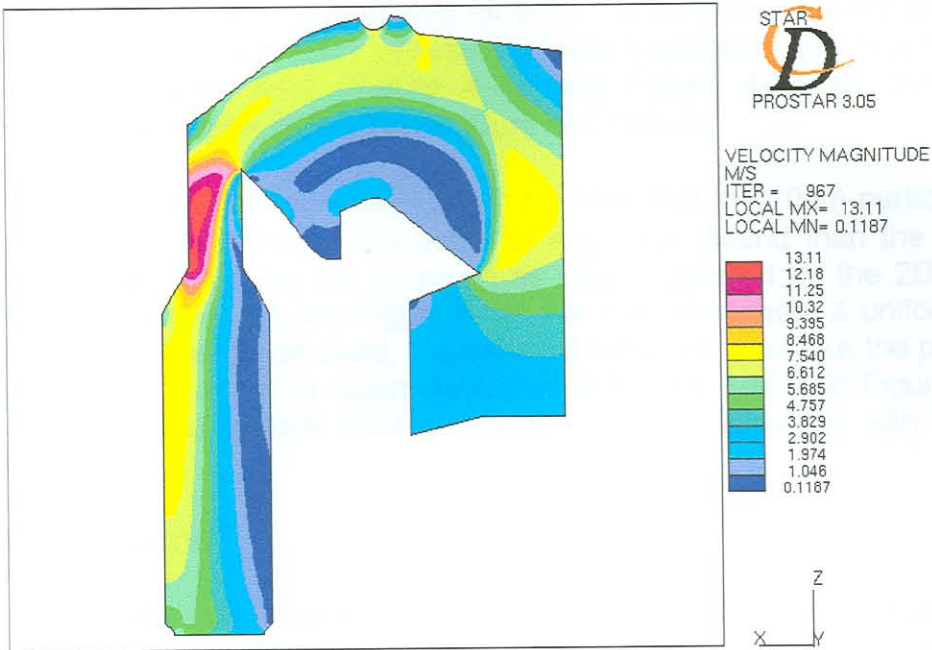 STAR
D
PROSTAR 3.05
VELOCITY MAGNITUDE
M/S
ITER = 967
LOCAL MX= 13.11
LOCAL MN= 0.1187
13.11
12.18
11.25
10.32
9.395
8.468
7.540
6.612
5.685
4.757
3.829
2.902
1.974
1.046
0.1187
Z
X
Y